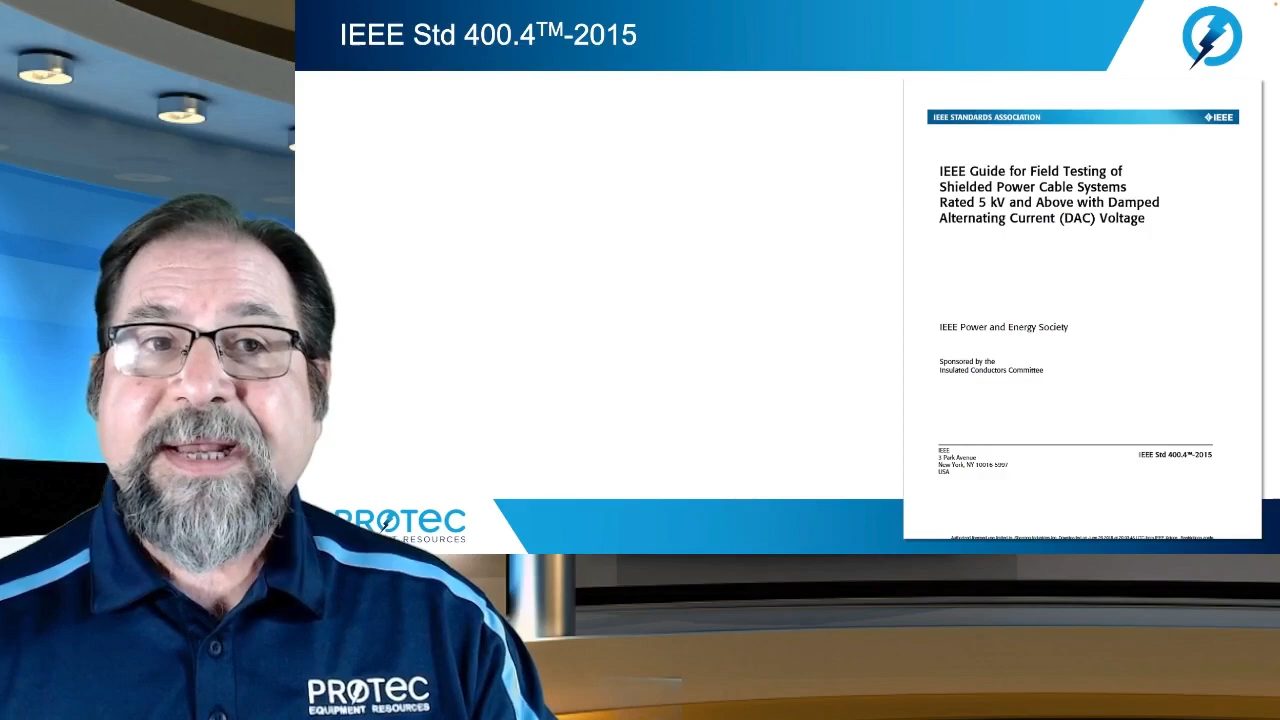 IEEE Std 400.4™-2015
IEEE STANDARDS ASSOCIATION
IEEE
IEEE Guide for Field Testing of
Shielded Power Cable Systems
Rated 5 kV and Above with Damped
Alternating Current (DAC) Voltage
IEEE Power and Energy Society
Sponsored by the
Insulated Conductors Committee
IEEE
3 Park Avenue
New York, NY 10016-5997
USA
IEEE Std 400.4™-2015
PROTEC
RESOURCES
PROTEC
EQUIPMENT RESOURCES